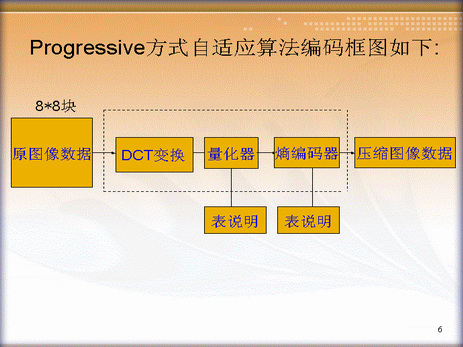 Progressive方式自适应算法编码框图如下:
8*8块
原图像数据
DCT变换
量化器
熵编码器
压缩图像数据
表说明
表说明
6